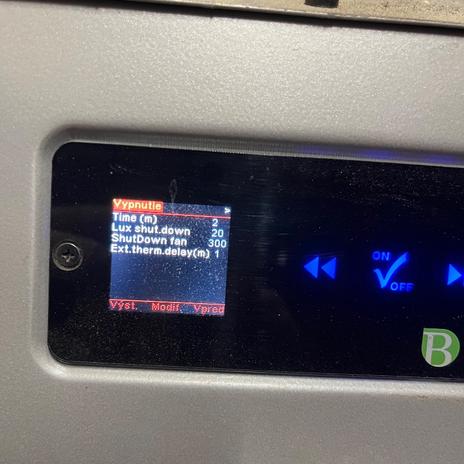 Vypnutie
Time (m) 2
Lux shut.down 20
ShutDown fan 300
Ext.therm.delay(m) 1
Výst. Modif. Vpred
ON
OFF
B